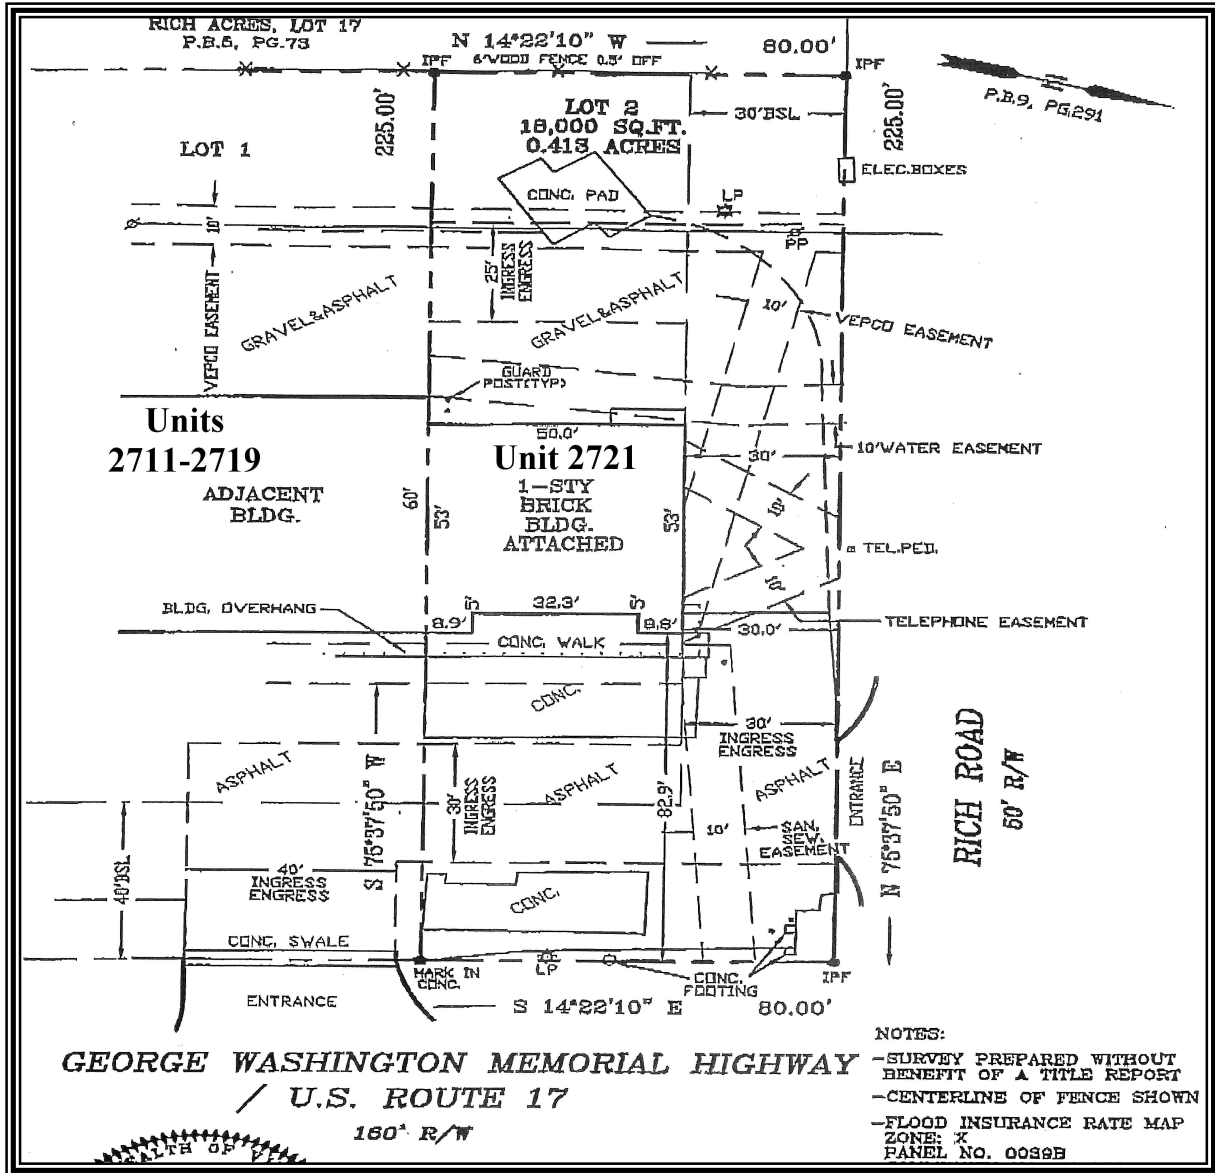 RICH ACRES, LOT 17
P.B.5, PG.73
N 14°22'10" W
80.00'
IPF
6'WOOD FENCE 0.5' OFF
IPF
P.B.9, PG.291
225.00'
LOT 2
18,000 SQ.FT.
0.413 ACRES
30'BSL
225.00'
LOT 1
ELEC.BOXES
CONC. PAD
LP
10'
PP
25'
INGRESS
ENGRESS
VEPCO EASEMENT
GRAVEL&ASPHALT
GRAVEL&ASPHALT
10'
VEPCO EASEMENT
GUARD
POST(TYP)
Units
2711-2719
50.0'
Unit 2721
30'
10'WATER EASEMENT
ADJACENT
BLDG.
60'
53'
1-STY
BRICK
BLDG.
ATTACHED
53'
10'
TEL.PED.
10'
BLDG. OVERHANG
8.9'
5'
32.3'
5'
8.8'
30.0'
TELEPHONE EASEMENT
CONC. WALK
CONC.
30'
INGRESS
ENGRESS
ASPHALT
S 75°37'50" W
30'
INGRESS
ENGRESS
ASPHALT
82.9'
ASPHALT
ENTRANCE
N 75°37'50" E
RICH ROAD
50' R/W
10'
SAN.
SEW.
EASEMENT
40'BSL
40'
INGRESS
ENGRESS
CONC.
CONC. SWALE
MARK IN
CONC.
LP
CONC.
FOOTING
IPF
ENTRANCE
S 14°22'10" E
80.00'
GEORGE WASHINGTON MEMORIAL HIGHWAY
/ U.S. ROUTE 17
160' R/W
NOTES:
-SURVEY PREPARED WITHOUT
BENEFIT OF A TITLE REPORT
-CENTERLINE OF FENCE SHOWN
-FLOOD INSURANCE RATE MAP
ZONE: X
PANEL NO. 0039B